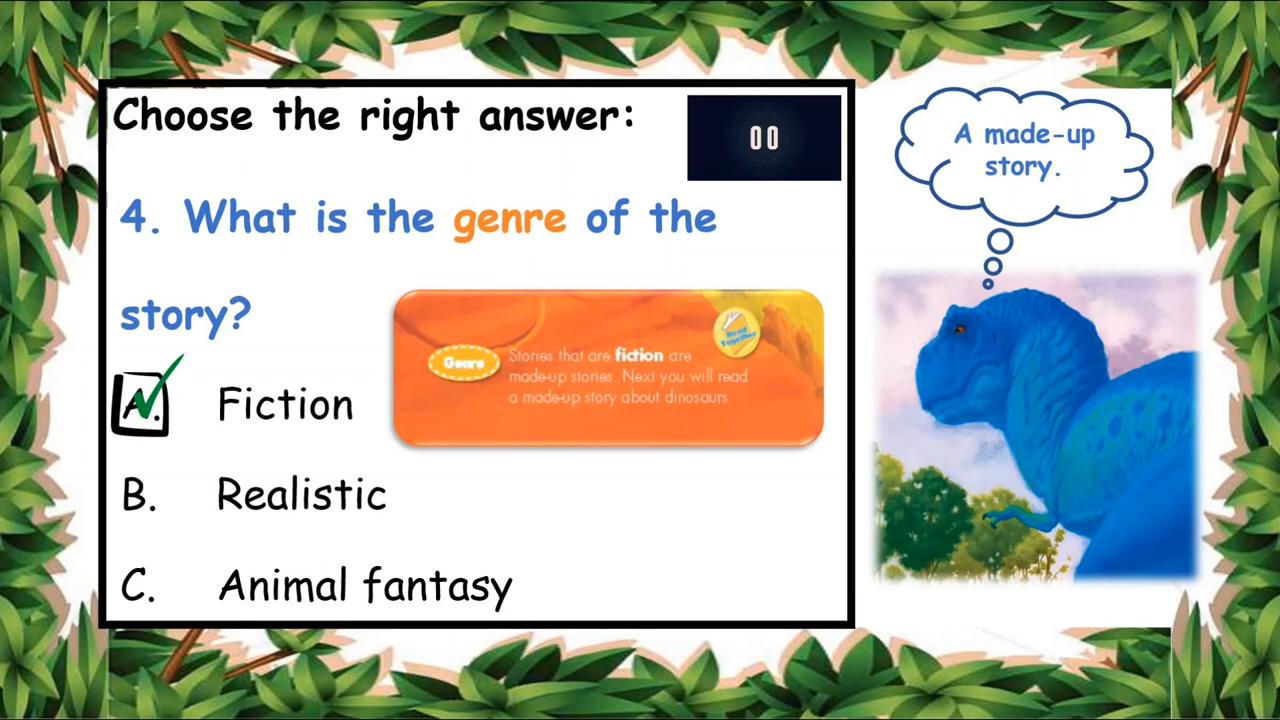 Choose the right answer:
00
4. What is the genre of the
story?
Genre
Stories that are fiction are
made-up stories. Next you will read
a made-up story about dinosaurs
Read
Together
A. Fiction
B. Realistic
C. Animal fantasy
A made-up
story.